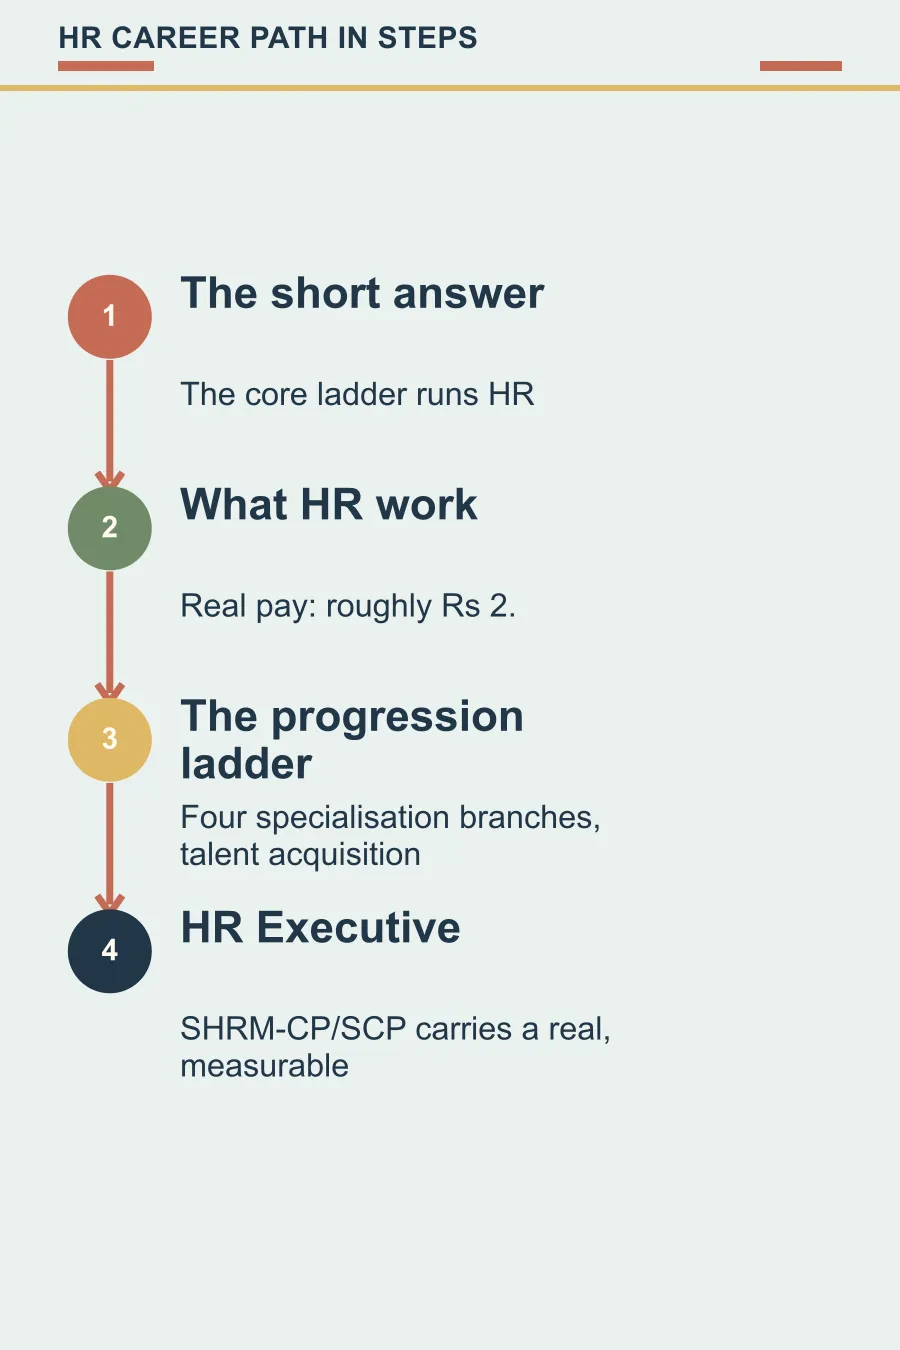 HR CAREER PATH IN STEPS
1
The short answer
The core ladder runs HR
2
What HR work
Real pay: roughly Rs 2.
3
The progression
ladder
Four specialisation branches,
talent acquisition
4
HR Executive
SHRM-CP/SCP carries a real,
measurable